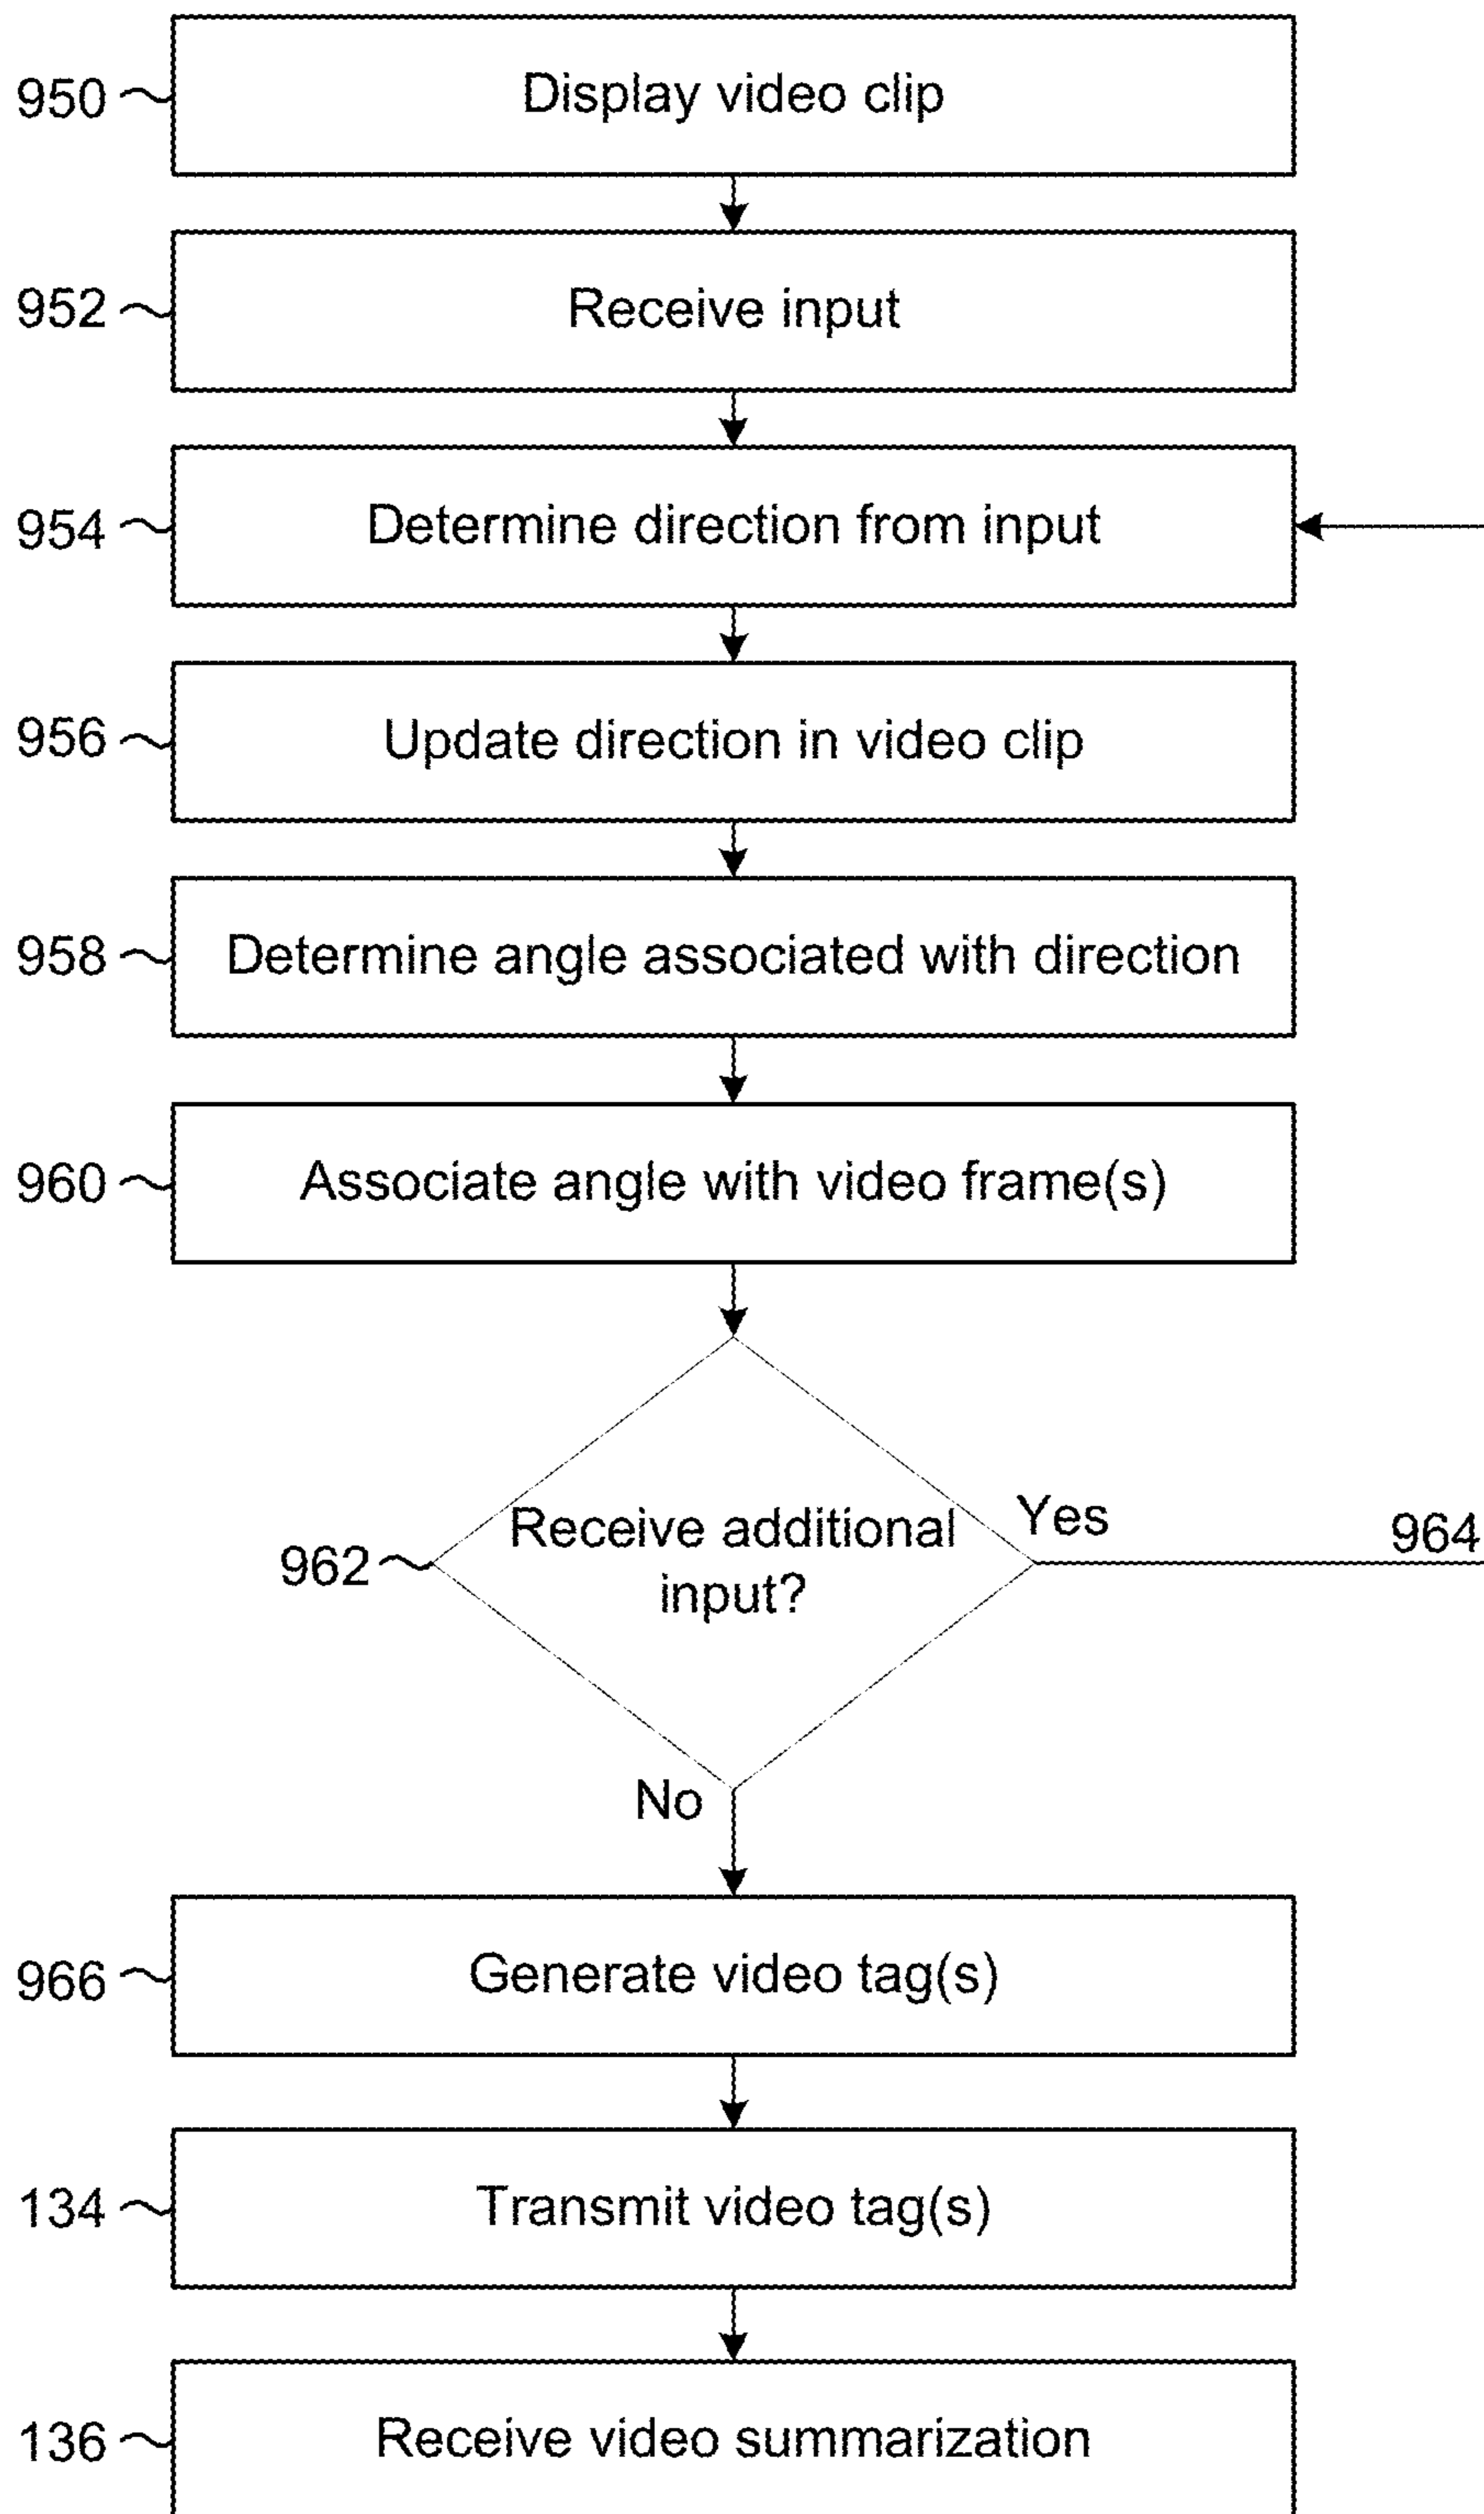 950 Display video clip
952 Receive input
954 Determine direction from input
956 Update direction in video clip
958 Determine angle associated with direction
960 Associate angle with video frame(s)
Receive additional
input?
Yes
964
962
No
966 Generate video tag(s)
134 Transmit video tag(s)
136 Receive video summarization